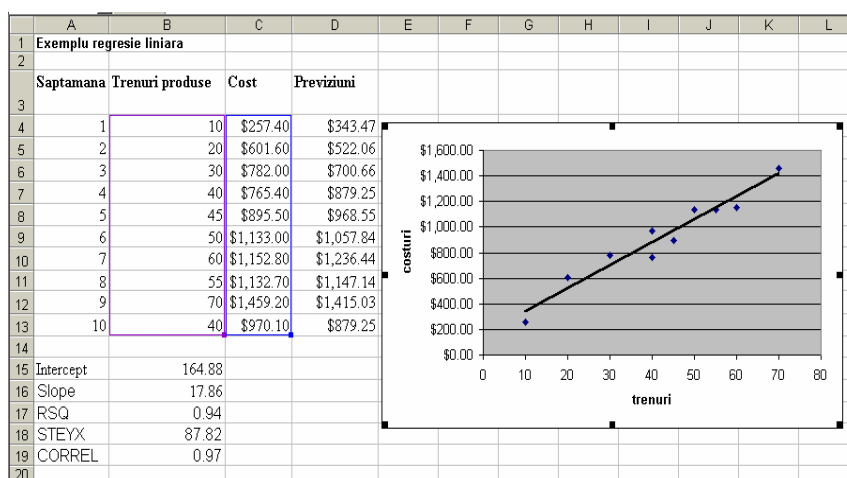 A B C D E F G H I J K L
1 Exemplu regresie liniara
2
Saptamana Trenuri produse Cost Previziuni
3
4 1 10 $257.40 $343.47
5 2 20 $601.60 $522.06
6 3 30 $782.00 $700.66
7 4 40 $765.40 $879.25
8 5 45 $895.50 $968.55
9 6 50 $1,133.00 $1,057.84
10 7 60 $1,152.80 $1,236.44
11 8 55 $1,132.70 $1,147.14
12 9 70 $1,459.20 $1,415.03
13 10 40 $970.10 $879.25
14
15 Intercept 164.88
16 Slope 17.86
17 RSQ 0.94
18 STEYX 87.82
19 CORREL 0.97
20
$1,600.00
$1,400.00
$1,200.00
$1,000.00
$800.00
$600.00
$400.00
$200.00
$0.00
costuri
0 10 20 30 40 50 60 70 80
trenuri